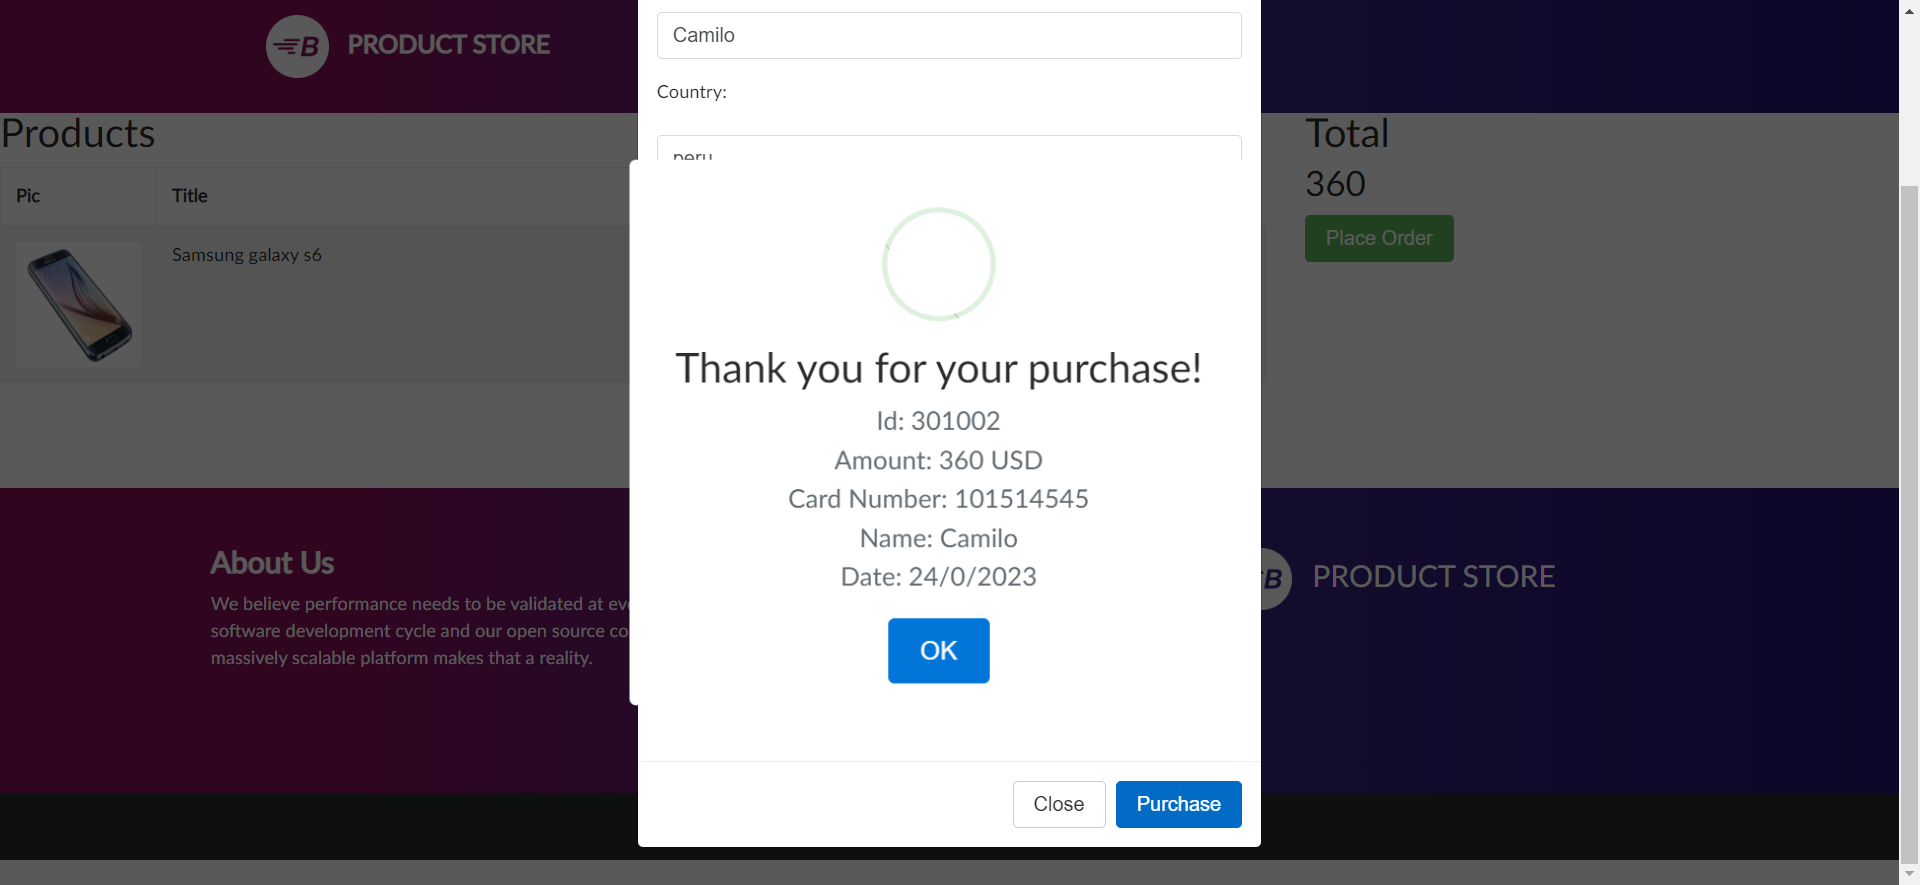 B PRODUCT STORE
Camilo
Country:
peru
Products
Pic Title
Samsung galaxy s6
Total
360
Place Order
Thank you for your purchase!
Id: 301002
Amount: 360 USD
Card Number: 101514545
Name: Camilo
Date: 24/0/2023
OK
About Us
We believe performance needs to be validated at eve
software development cycle and our open source co
massively scalable platform makes that a reality.
B PRODUCT STORE
Close Purchase